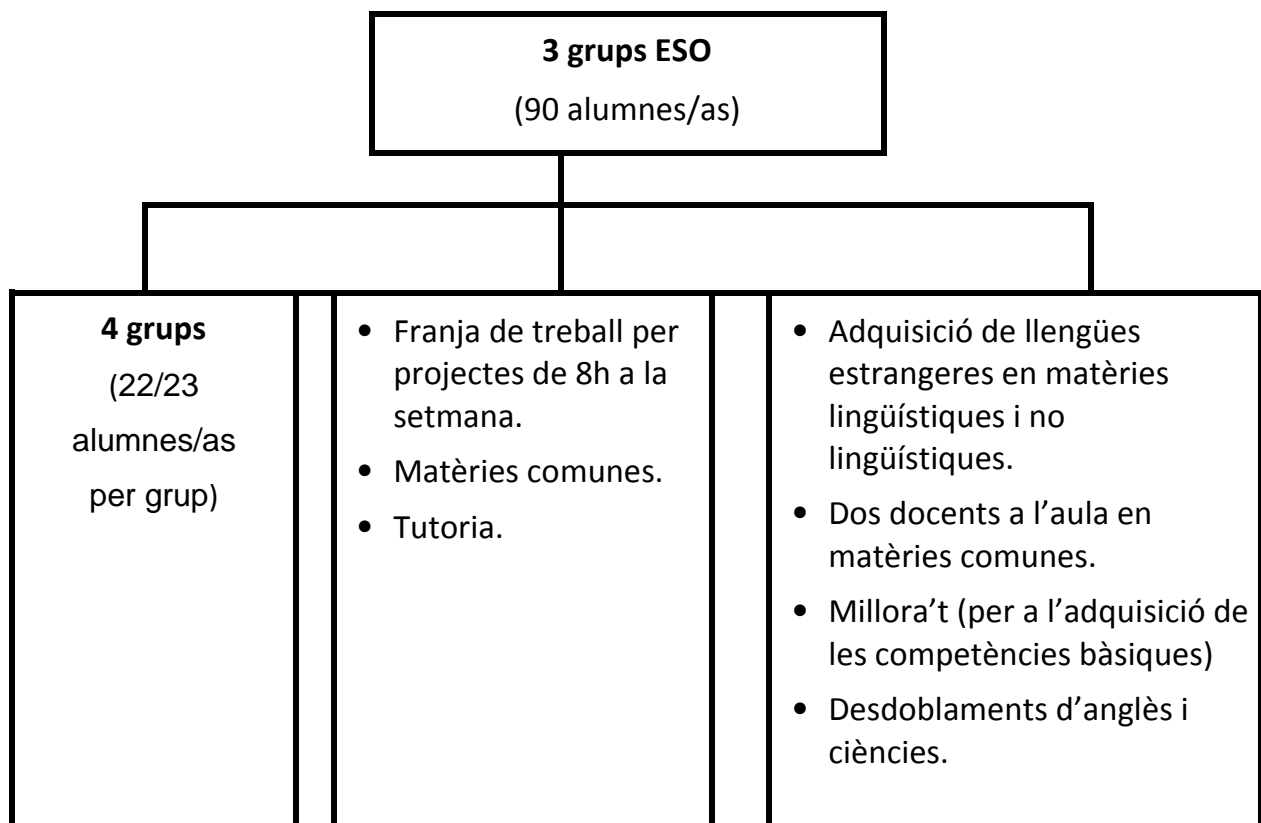 3 grups ESO
(90 alumnes/as)
4 grups
(22/23
alumnes/as
per grup)
• Franja de treball per
projectes de 8h a la
setmana.
• Matèries comunes.
• Tutoria.
• Adquisició de llengües
estrangeres en matèries
lingüístiques i no
lingüístiques.
• Dos docents a l’aula en
matèries comunes.
• Millora’t (per a l’adquisició de
les competències bàsiques)
• Desdoblaments d’anglès i
ciències.